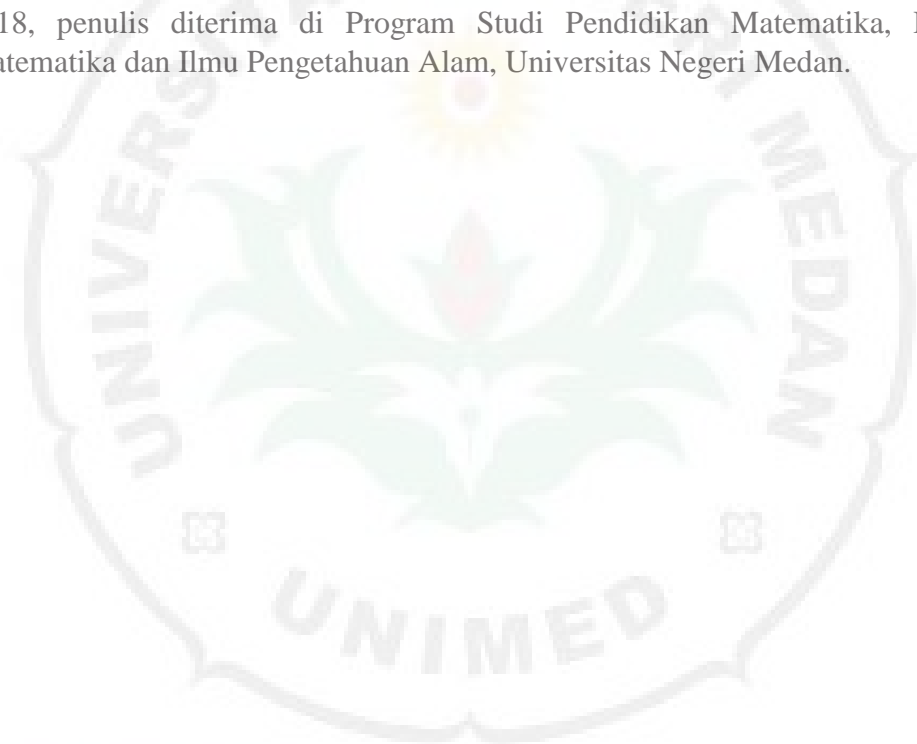 18, penulis diterima di Program Studi Pendidikan Matematika,
atematika dan Ilmu Pengetahuan Alam, Universitas Negeri Medan.
UNIVERSITAS NEGERI MEDAN
UNIMED